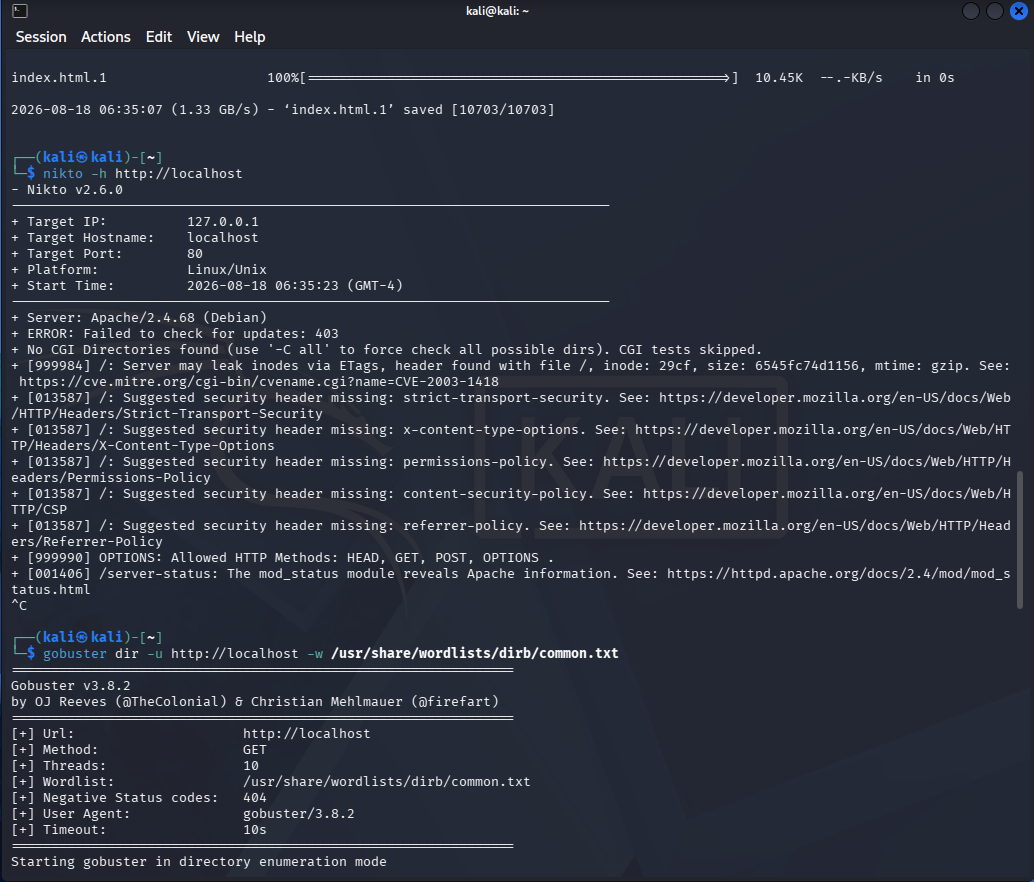 kali@kali: ~
Session Actions Edit View Help
index.html.1 100%[===================================================>] 10.45K --.-KB/s in 0s
2026-08-18 06:35:07 (1.33 GB/s) - ‘index.html.1’ saved [10703/10703]
┌──(kali㉿kali)-[~]
└─$ nikto -h http://localhost
- Nikto v2.6.0
---------------------------------------------------------------------------
+ Target IP: 127.0.0.1
+ Target Hostname: localhost
+ Target Port: 80
+ Platform: Linux/Unix
+ Start Time: 2026-08-18 06:35:23 (GMT-4)
---------------------------------------------------------------------------
+ Server: Apache/2.4.68 (Debian)
+ ERROR: Failed to check for updates: 403
+ No CGI Directories found (use '-C all' to force check all possible dirs). CGI tests skipped.
+ [999984] /: Server may leak inodes via ETags, header found with file /, inode: 29cf, size: 6545fc74d1156, mtime: gzip. See:
https://cve.mitre.org/cgi-bin/cvename.cgi?name=CVE-2003-1418
+ [013587] /: Suggested security header missing: strict-transport-security. See: https://developer.mozilla.org/en-US/docs/Web
/HTTP/Headers/Strict-Transport-Security
+ [013587] /: Suggested security header missing: x-content-type-options. See: https://developer.mozilla.org/en-US/docs/Web/HT
TP/Headers/X-Content-Type-Options
+ [013587] /: Suggested security header missing: permissions-policy. See: https://developer.mozilla.org/en-US/docs/Web/HTTP/H
eaders/Permissions-Policy
+ [013587] /: Suggested security header missing: content-security-policy. See: https://developer.mozilla.org/en-US/docs/Web/H
TTP/CSP
+ [013587] /: Suggested security header missing: referrer-policy. See: https://developer.mozilla.org/en-US/docs/Web/HTTP/Head
ers/Referrer-Policy
+ [999990] OPTIONS: Allowed HTTP Methods: HEAD, GET, POST, OPTIONS .
+ [001406] /server-status: The mod_status module reveals Apache information. See: https://httpd.apache.org/docs/2.4/mod/mod_s
tatus.html
^C
┌──(kali㉿kali)-[~]
└─$ gobuster dir -u http://localhost -w /usr/share/wordlists/dirb/common.txt
===============================================================
Gobuster v3.8.2
by OJ Reeves (@TheColonial) & Christian Mehlmauer (@firefart)
===============================================================
[+] Url: http://localhost
[+] Method: GET
[+] Threads: 10
[+] Wordlist: /usr/share/wordlists/dirb/common.txt
[+] Negative Status codes: 404
[+] User Agent: gobuster/3.8.2
[+] Timeout: 10s
===============================================================
Starting gobuster in directory enumeration mode
KALI